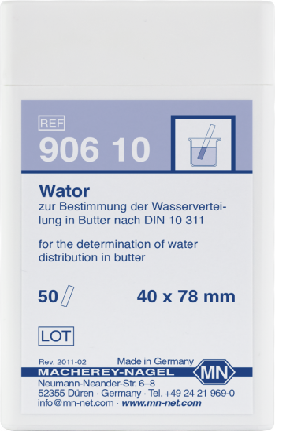 REF
906 10
Wator
zur Bestimmung der Wasservertei-
lung in Butter nach DIN 10 311
for the determination of water
distribution in butter
50 40 x 78 mm
LOT
Rev. 2011-02 Made in Germany
MACHEREY-NAGEL MN
Neumann-Neander-Str. 6–8
52355 Düren · Germany · Tel. +49 24 21 969-0
info@mn-net.com · www.mn-net.com